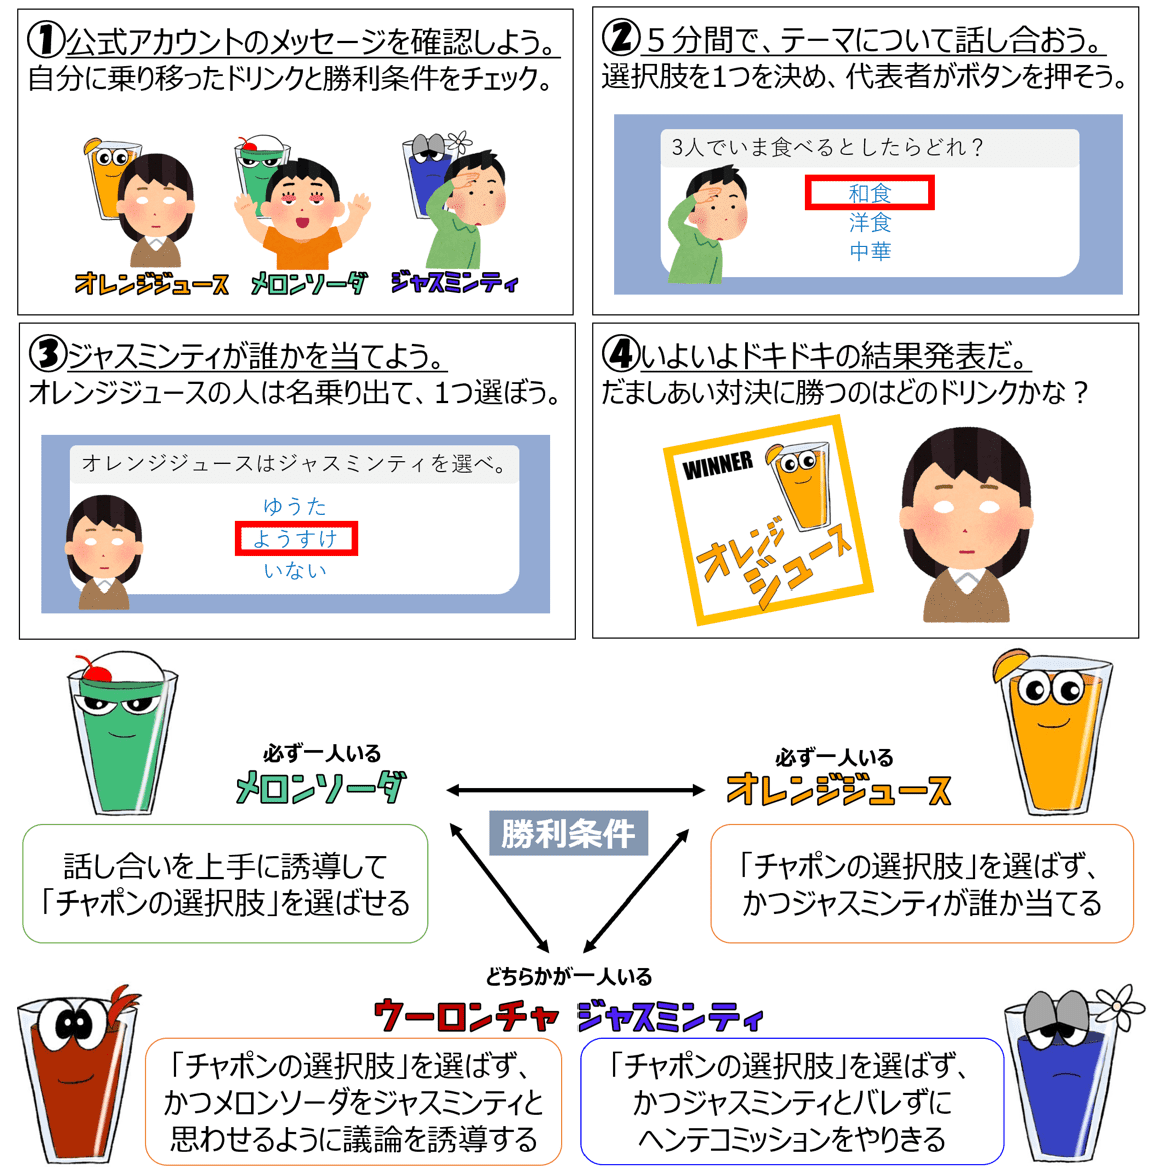 ①公式アカウントのメッセージを確認しよう。
自分に乗り移ったドリンクと勝利条件をチェック。
オレンジジュース
メロンソーダ
ジャスミンティ
②５分間で、テーマについて話し合おう。
選択肢を1つを決め、代表者がボタンを押そう。
3人でいま食べるとしたらどれ？
和食
洋食
中華
③ジャスミンティが誰かを当てよう。
オレンジジュースの人は名乗り出て、1つ選ぼう。
オレンジジュースはジャスミンティを選べ。
ゆうた
ようすけ
いない
④いよいよドキドキの結果発表だ。
だましあい対決に勝つのはどのドリンクかな？
WINNER
オレンジ
ジュース
必ず一人いる
メロンソーダ
必ず一人いる
オレンジジュース
勝利条件
話し合いを上手に誘導して
「チャポンの選択肢」を選ばせる
「チャポンの選択肢」を選ばず、
かつジャスミンティが誰か当てる
どちらかが一人いる
ウーロンチャ ジャスミンティ
「チャポンの選択肢」を選ばず、
かつメロンソーダをジャスミンティと
思わせるように議論を誘導する
「チャポンの選択肢」を選ばず、
かつジャスミンティとバレずに
ヘンテコミッションをやりきる